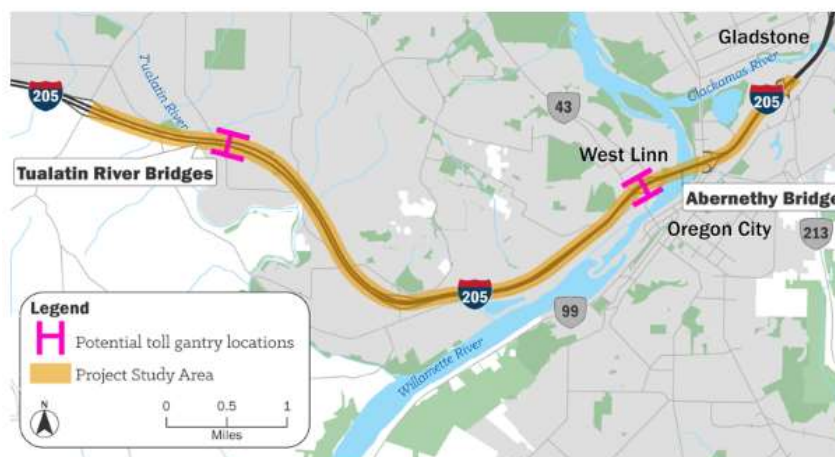 Gladstone
Clackamas River
205
Tualatin River
205
43
West Linn
Tualatin River Bridges
Abernethy Bridge
Oregon City
213
205
99
Willamette River
Legend
Potential toll gantry locations
Project Study Area
N
0 0.5 1
Miles